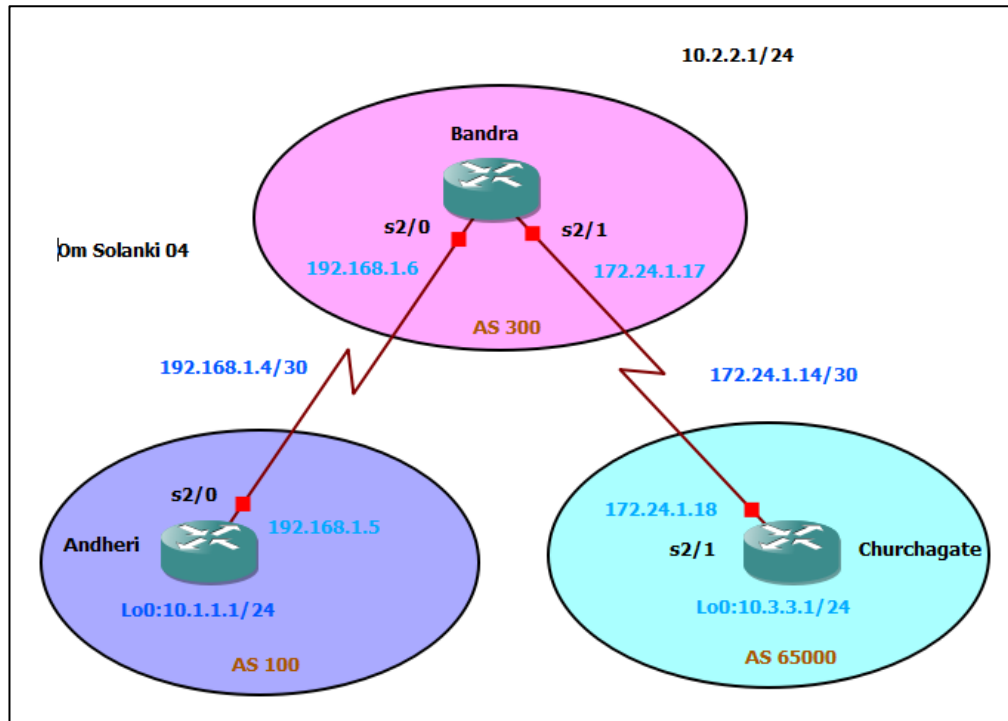 10.2.2.1/24
Bandra
s2/0
s2/1
Om Solanki 04
192.168.1.6
172.24.1.17
AS 300
192.168.1.4/30
172.24.1.14/30
s2/0
192.168.1.5
Andheri
Lo0:10.1.1.1/24
AS 100
172.24.1.18
s2/1
Churchagate
Lo0:10.3.3.1/24
AS 65000